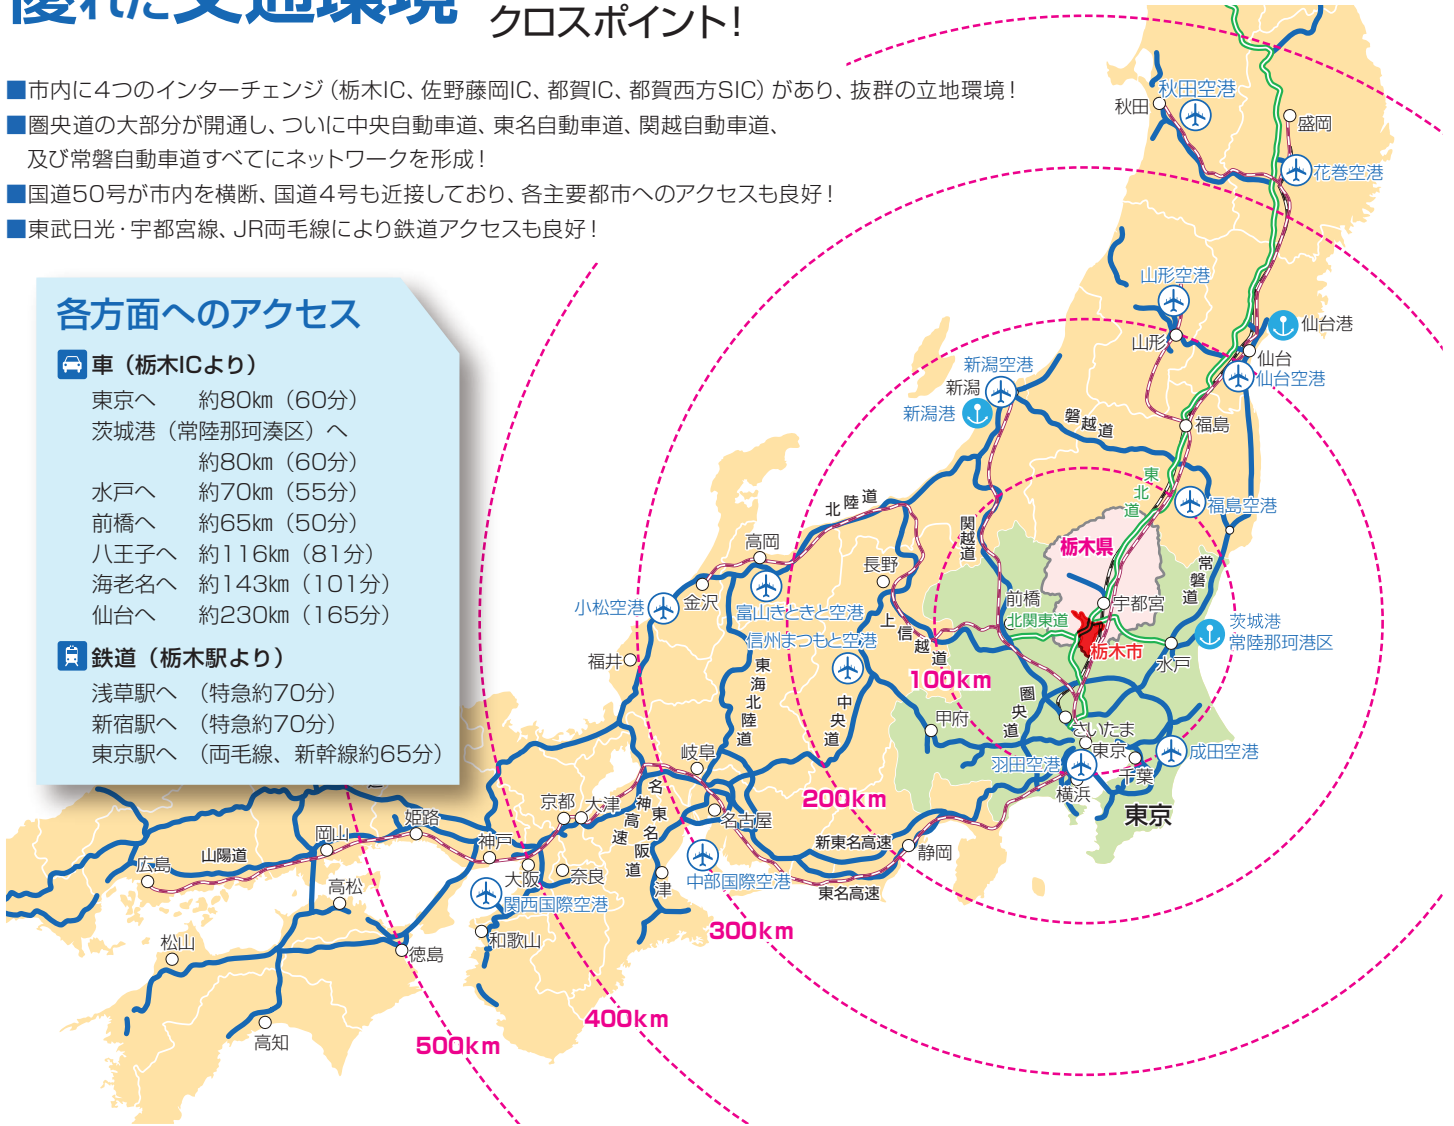 優れた交通環境
クロスポイント！
■市内に4つのインターチェンジ（栃木IC、佐野藤岡IC、都賀IC、都賀西方SIC）があり、抜群の立地環境！
■圏央道の大部分が開通し、ついに中央自動車道、東名自動車道、関越自動車道、
及び常磐自動車道すべてにネットワークを形成！
■国道50号が市内を横断、国道4号も近接しており、各主要都市へのアクセスも良好！
■東武日光・宇都宮線、JR両毛線により鉄道アクセスも良好！
各方面へのアクセス
車（栃木ICより）
東京へ 約80km（60分）
茨城港（常陸那珂湊区）へ
約80km（60分）
水戸へ 約70km（55分）
前橋へ 約65km（50分）
八王子へ 約116km（81分）
海老名へ 約143km（101分）
仙台へ 約230km（165分）
鉄道（栃木駅より）
浅草駅へ （特急約70分）
新宿駅へ （特急約70分）
東京駅へ （両毛線、新幹線約65分）
秋田空港
秋田
盛岡
花巻空港
山形空港
山形
仙台港
仙台
仙台空港
新潟空港
新潟
新潟港
磐越道
福島
東北道
福島空港
北陸道
関越道
栃木県
常磐道
高岡
長野
金沢
小松空港
富山きときと空港
信州まつもと空港
上信越道
前橋
北関東道
宇都宮
茨城港
常陸那珂港区
栃木市
水戸
福井
東海北陸道
中央道
100km
圏央道
甲府
さいたま
東京
成田空港
羽田空港
千葉
横浜
東京
岐阜
200km
名神高速
東名阪道
名古屋
新東名高速
静岡
東名高速
中部国際空港
津
京都
大津
姫路
神戸
大阪
奈良
岡山
山陽道
広島
高松
関西国際空港
和歌山
松山
徳島
高知
300km
400km
500km